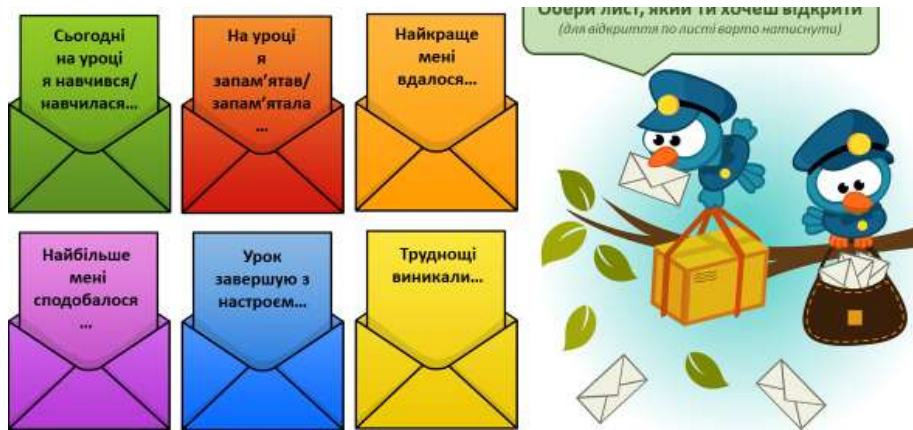 Сьогодні
на уроці
я навчився/
навчилася…
На уроці
я
запам’ятав/
запам’ятала
…
Найкраще
мені
вдалося…
Найбільше
мені
сподобалося
…
Урок
завершую з
настроєм…
Труднощі
виникали…
Обери лист, який ти хочеш відкрити
(для відкриття по листі варто натиснути)